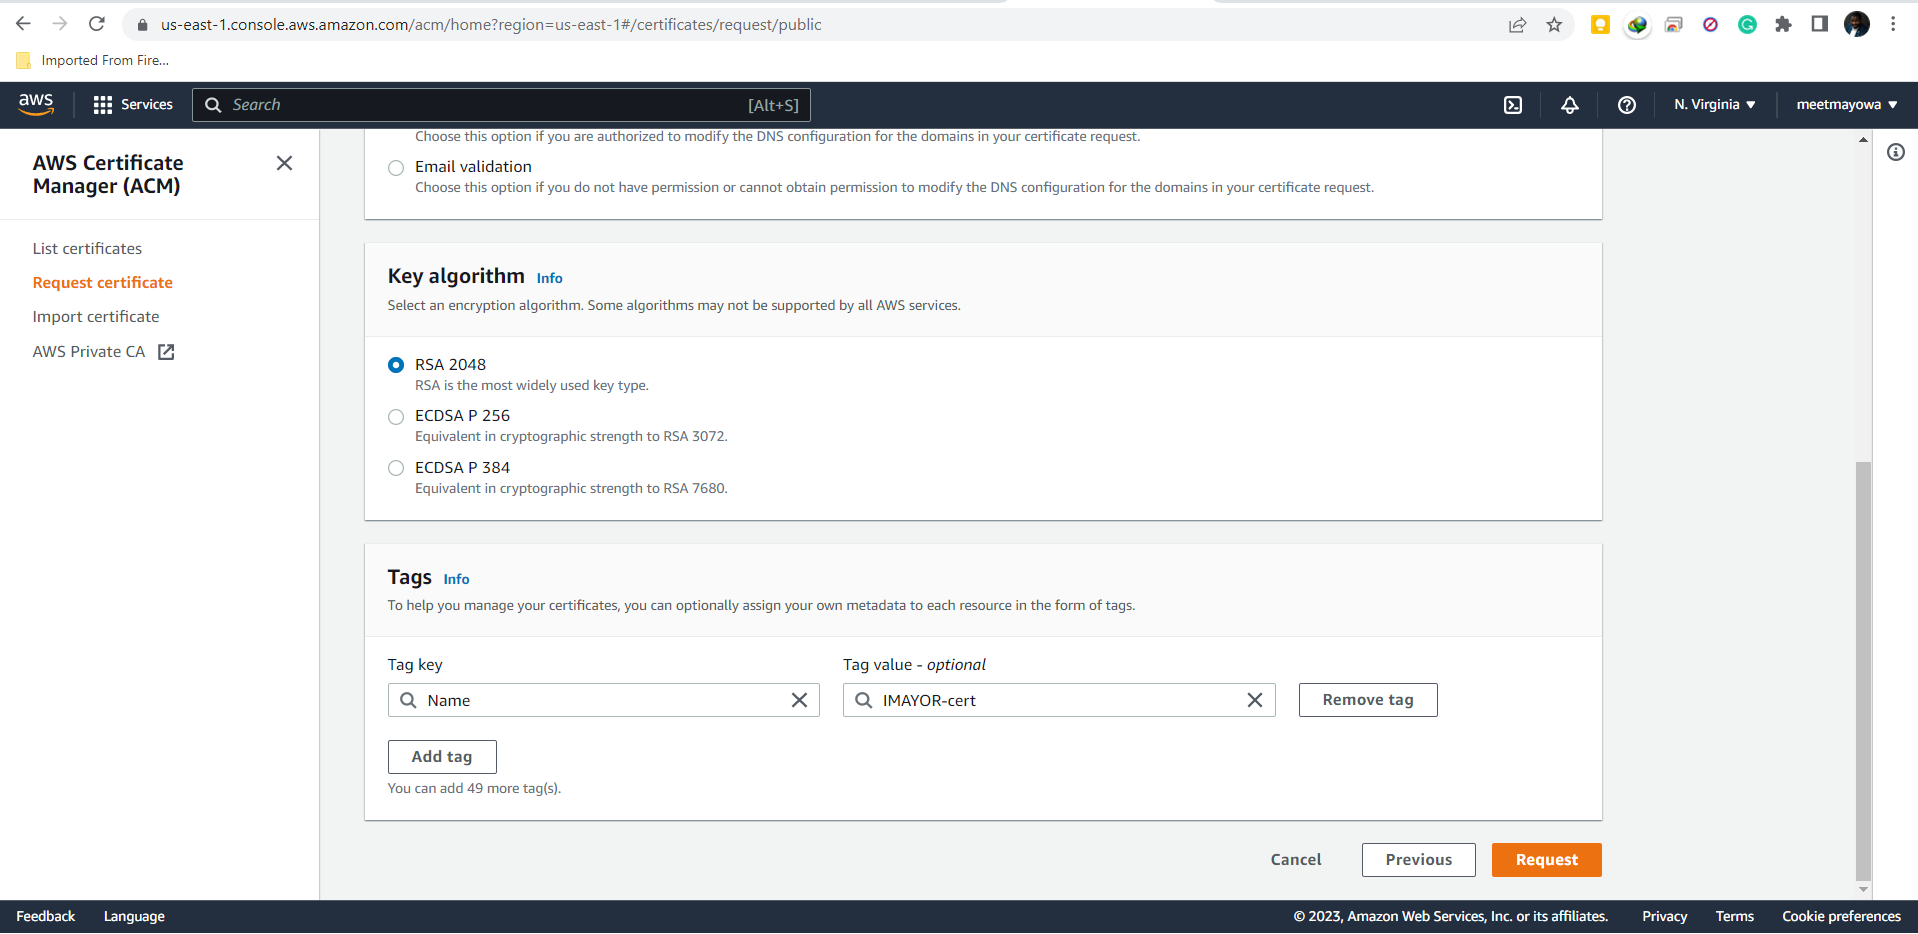 us-east-1.console.aws.amazon.com/acm/home?region=us-east-1#/certificates/request/public
Imported From Fire...
aws
Services
Search
[Alt+S]
N. Virginia
meetmayowa
AWS Certificate
Manager (ACM)
List certificates
Request certificate
Import certificate
AWS Private CA
Choose this option if you are authorized to modify the DNS configuration for the domains in your certificate request.
Email validation
Choose this option if you do not have permission or cannot obtain permission to modify the DNS configuration for the domains in your certificate request.
Key algorithm Info
Select an encryption algorithm. Some algorithms may not be supported by all AWS services.
RSA 2048
RSA is the most widely used key type.
ECDSA P 256
Equivalent in cryptographic strength to RSA 3072.
ECDSA P 384
Equivalent in cryptographic strength to RSA 7680.
Tags Info
To help you manage your certificates, you can optionally assign your own metadata to each resource in the form of tags.
Tag key
Tag value - optional
Name
IMAYOR-cert
Remove tag
Add tag
You can add 49 more tag(s).
Cancel
Previous
Request
Feedback
Language
© 2023, Amazon Web Services, Inc. or its affiliates.
Privacy
Terms
Cookie preferences